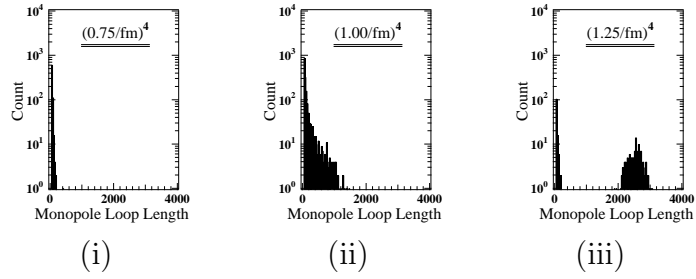 (0.75/fm)⁴
Count
10⁴
10³
10²
10¹
10⁰
0 2000 4000
Monopole Loop Length
(i)
(1.00/fm)⁴
Count
10⁴
10³
10²
10¹
10⁰
0 2000 4000
Monopole Loop Length
(ii)
(1.25/fm)⁴
Count
10⁴
10³
10²
10¹
10⁰
0 2000 4000
Monopole Loop Length
(iii)